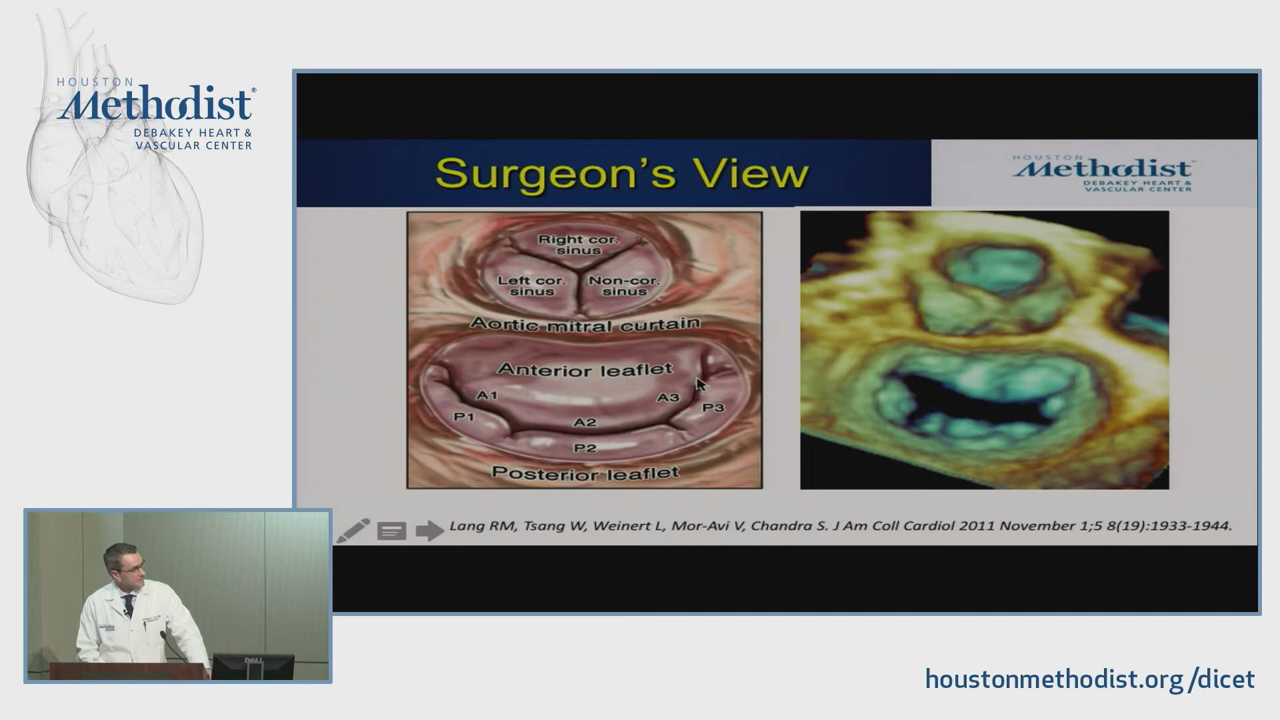 HOUSTON
Methodist®
DEBAKEY HEART &
VASCULAR CENTER
Surgeon's View
HOUSTON
Methodist
DEBAKEY HEART &
VASCULAR CENTER
Right cor.
sinus
Left cor.
sinus
Non-cor.
sinus
Aortic mitral curtain
Anterior leaflet
A1
A3
P1
P3
A2
P2
Posterior leaflet
Lang RM, Tsang W, Weinert L, Mor-Avi V, Chandra S. J Am Coll Cardiol 2011 November 1;5 8(19):1933-1944.
houstonmethodist.org/dicet